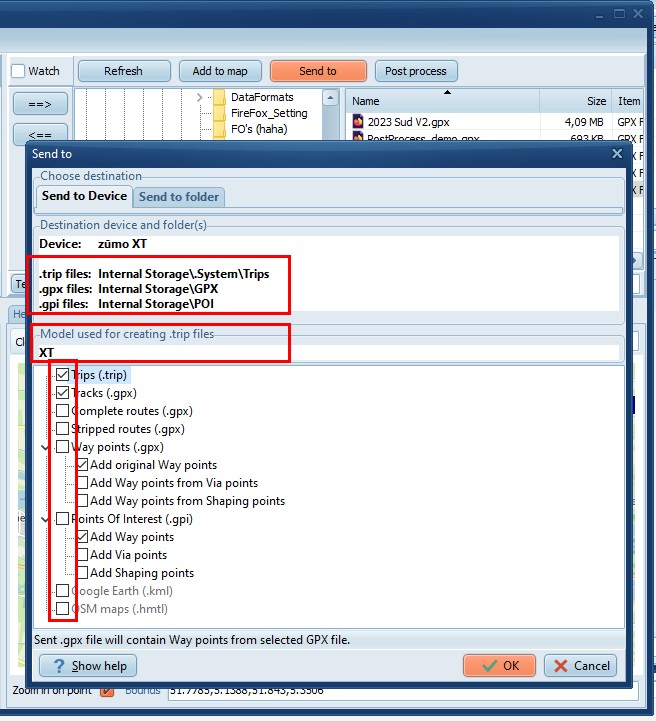 Watch
Refresh
Add to map
Send to
Post process
==>
<==
DataFormats
FireFox_Setting
FO's (haha)
Name
Size
Item
2023 Sud V2.gpx
4,09 MB
GPX F
PostProcess_demo.gpx
693 KB
GPX F
Send to
Choose destination
Send to Device
Send to folder
Destination device and folder(s)
Device: zūmo XT
.trip files: Internal Storage\.System\Trips
.gpx files: Internal Storage\GPX
.gpi files: Internal Storage\POI
Model used for creating .trip files
XT
Trips (.trip)
Tracks (.gpx)
Complete routes (.gpx)
Stripped routes (.gpx)
Way points (.gpx)
Add original Way points
Add Way points from Via points
Add Way points from Shaping points
Points Of Interest (.gpi)
Add Way points
Add Via points
Add Shaping points
Google Earth (.kml)
OSM maps (.hmtl)
Sent .gpx file will contain Way points from selected GPX file.
? Show help
OK
Cancel
Zoom in on point
Bounds
51.7785,5.1388,51.843,5.3506